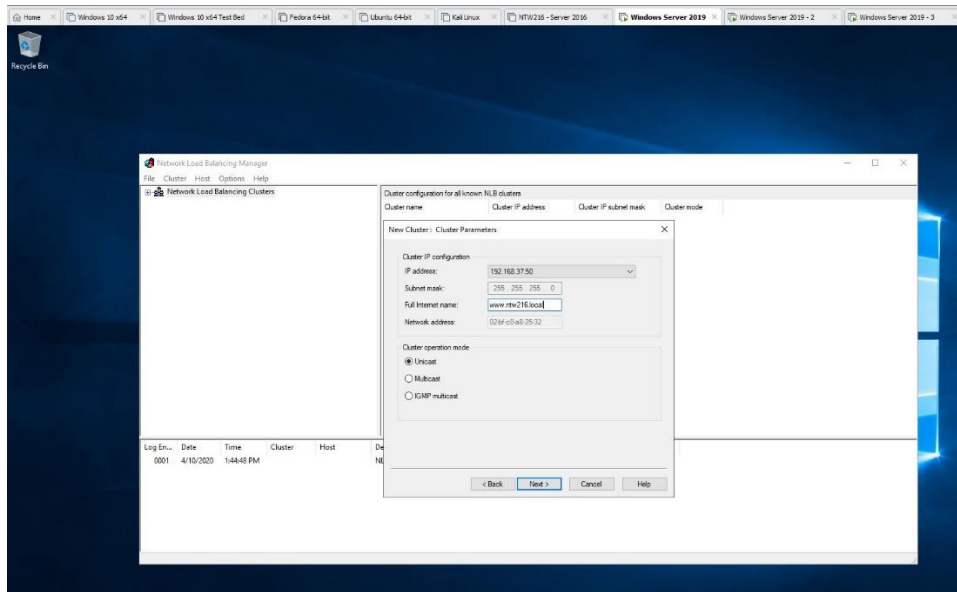 Home Windows 10 x64 Windows 10 x64 Test Bed Fedora 64-bit Ubuntu 64-bit Kali Linux NTW216 - Server 2016 Windows Server 2019 Windows Server 2019 - 2 Windows Server 2019 - 3
Recycle Bin
Network Load Balancing Manager
File Cluster Host Options Help
Network Load Balancing Clusters
Cluster configuration for all known NLB clusters
Cluster name Cluster IP address Cluster IP subnet mask Cluster mode
New Cluster : Cluster Parameters
Cluster IP configuration
IP address: 192.168.37.50
Subnet mask: 255 . 255 . 255 . 0
Full Internet name: www.ntw216.local
Network address: 02-bf-c0-a8-25-32
Cluster operation mode
Unicast
Multicast
IGMP multicast
Log En... Date Time Cluster Host De
0001 4/10/2020 1:44:48 PM NL
< Back Next > Cancel Help